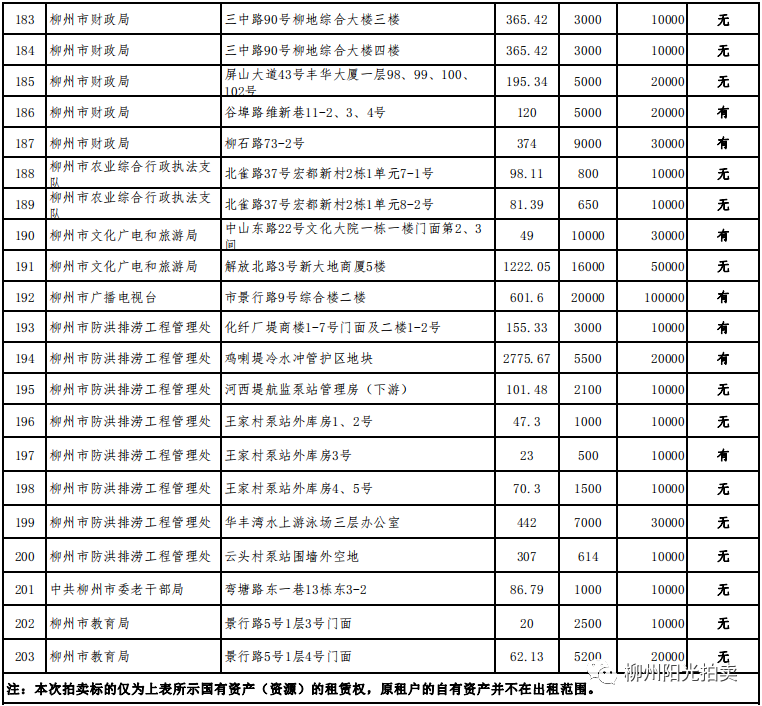 183 柳州市财政局 三中路90号柳地综合大楼三楼 365.42 3000 10000 无
184 柳州市财政局 三中路90号柳地综合大楼四楼 365.42 3000 10000 无
185 柳州市财政局 屏山大道43号丰华大厦一层98、99、100、
102号 195.34 5000 20000 无
186 柳州市财政局 谷埠路维新巷11-2、3、4号 120 5000 20000 有
187 柳州市财政局 柳石路73-2号 374 9000 30000 有
188 柳州市农业综合行政执法支
队 北雀路37号宏都新村2栋1单元7-1号 98.11 800 10000 无
189 柳州市农业综合行政执法支
队 北雀路37号宏都新村2栋1单元8-2号 81.39 650 10000 无
190 柳州市文化广电和旅游局 中山东路22号文化大院一栋一楼门面第2、3
间 49 10000 30000 有
191 柳州市文化广电和旅游局 解放北路3号新大地商厦5楼 1222.05 16000 50000 无
192 柳州市广播电视台 市景行路9号综合楼二楼 601.6 20000 100000 有
193 柳州市防洪排涝工程管理处 化纤厂堤商楼1-7号门面及二楼1-2号 155.33 3000 10000 有
194 柳州市防洪排涝工程管理处 鸡喇堤冷水冲管护区地块 2775.67 5500 20000 有
195 柳州市防洪排涝工程管理处 河西堤航监泵站管理房（下游） 101.48 2100 10000 无
196 柳州市防洪排涝工程管理处 王家村泵站外库房1、2号 47.3 1000 10000 无
197 柳州市防洪排涝工程管理处 王家村泵站外库房3号 23 500 10000 有
198 柳州市防洪排涝工程管理处 王家村泵站外库房4、5号 70.3 1500 10000 无
199 柳州市防洪排涝工程管理处 华丰湾水上游泳场三层办公室 442 7000 30000 无
200 柳州市防洪排涝工程管理处 云头村泵站围墙外空地 307 614 10000 无
201 中共柳州市委老干部局 弯塘路东一巷13栋东3-2 86.79 1000 10000 无
202 柳州市教育局 景行路5号1层3号门面 20 2500 10000 无
203 柳州市教育局 景行路5号1层4号门面 62.13 5200 20000 无
注：本次拍卖标的仅为上表所示国有资产（资源）的租赁权，原租户的自有资产并不在出租范围。
柳州阳光拍卖